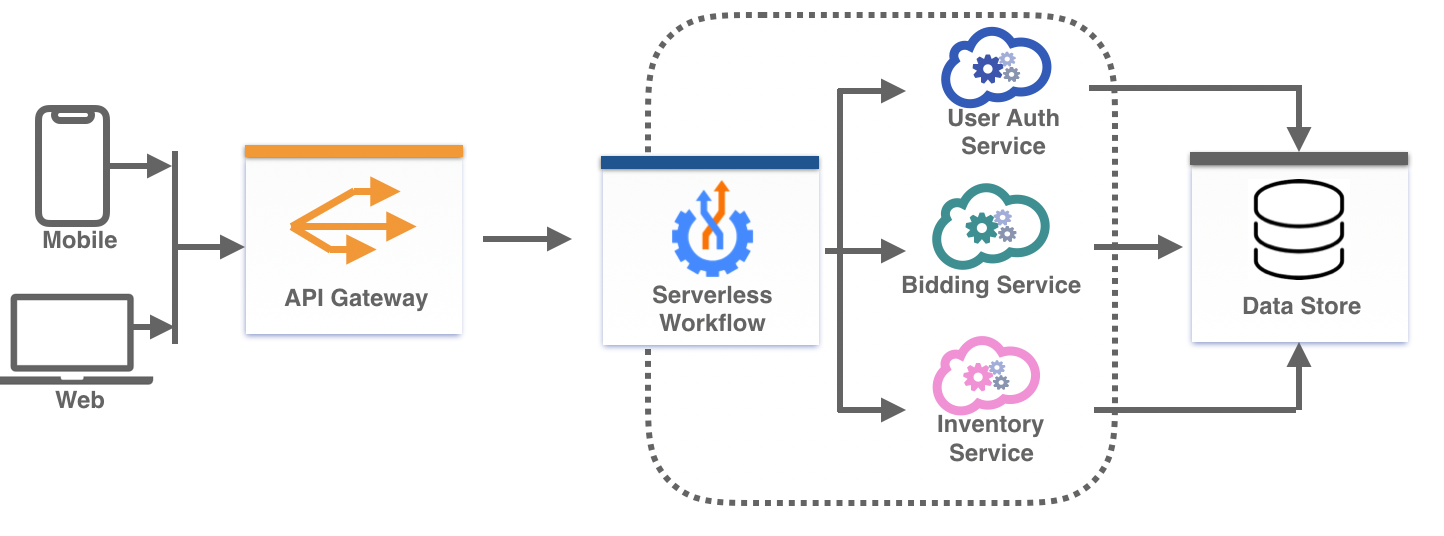 Mobile
Web
API Gateway
Serverless
Workflow
User Auth
Service
Bidding Service
Inventory
Service
Data Store